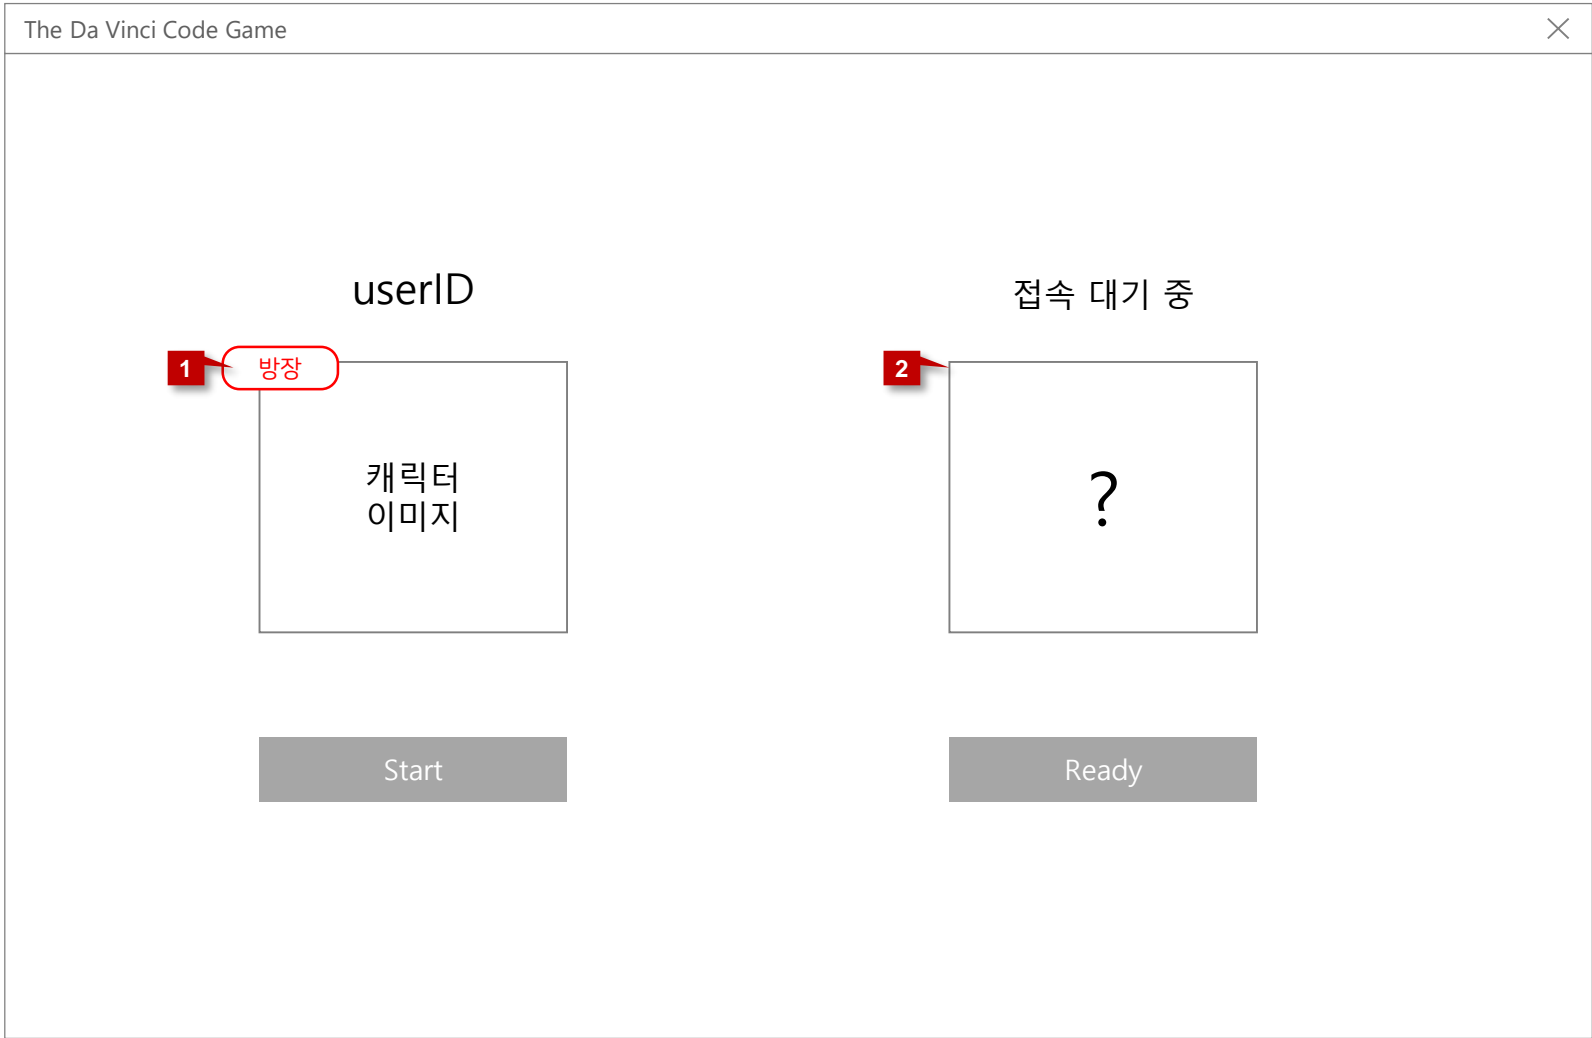 The Da Vinci Code Game
userID
접속 대기 중
1
방장
2
캐릭터
이미지
?
Start
Ready